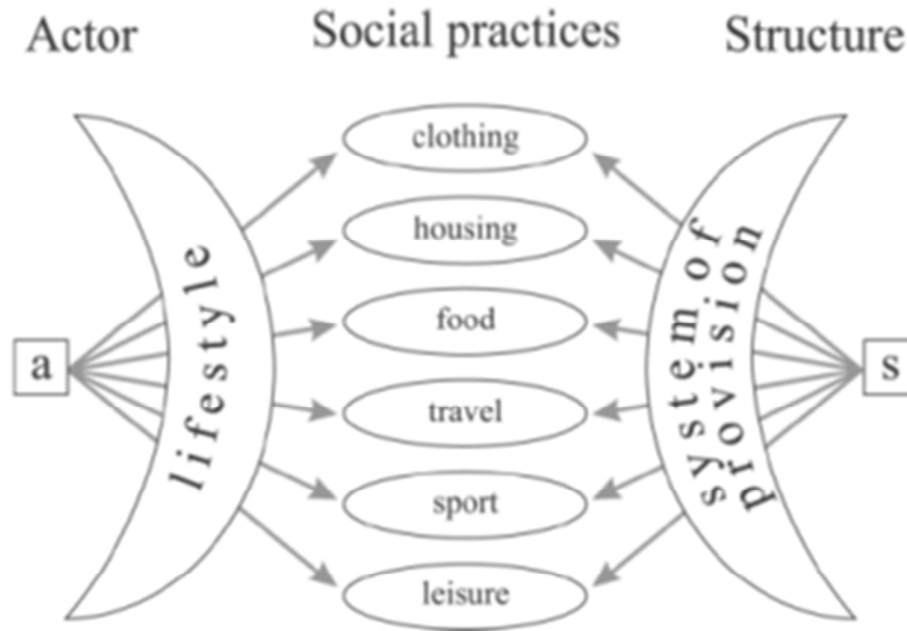 Actor Social practices Structure
clothing
housing
food
travel
sport
leisure
a
lifestyle
system of
provision
s